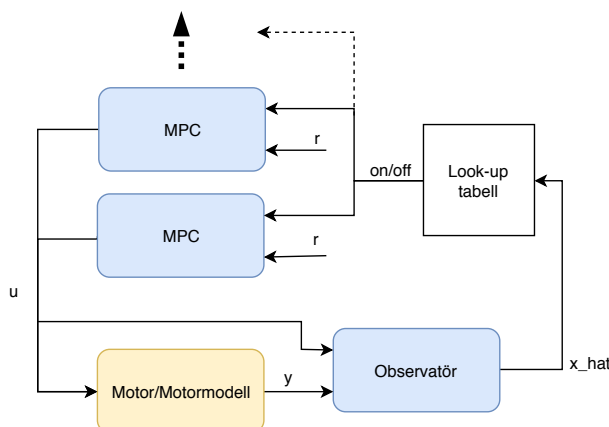 MPC
r
on/off
Look-up
tabell
MPC
r
u
Motor/Motormodell
y
Observatör
x_hat